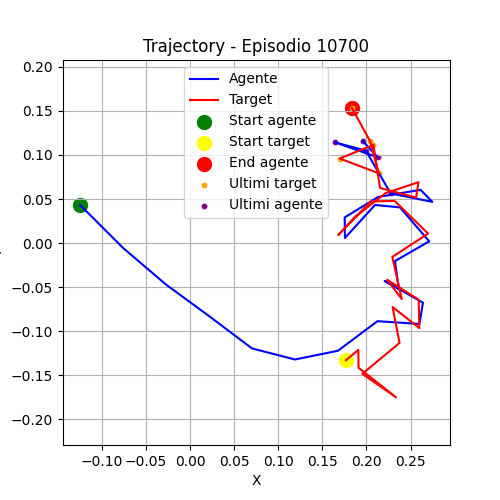 Trajectory - Episodio 10700
Agente
Target
Start agente
Start target
End agente
Ultimi target
Ultimi agente
0.20
0.15
0.10
0.05
0.00
−0.05
−0.10
−0.15
−0.20
−0.10 −0.05 0.00 0.05 0.10 0.15 0.20 0.25
X